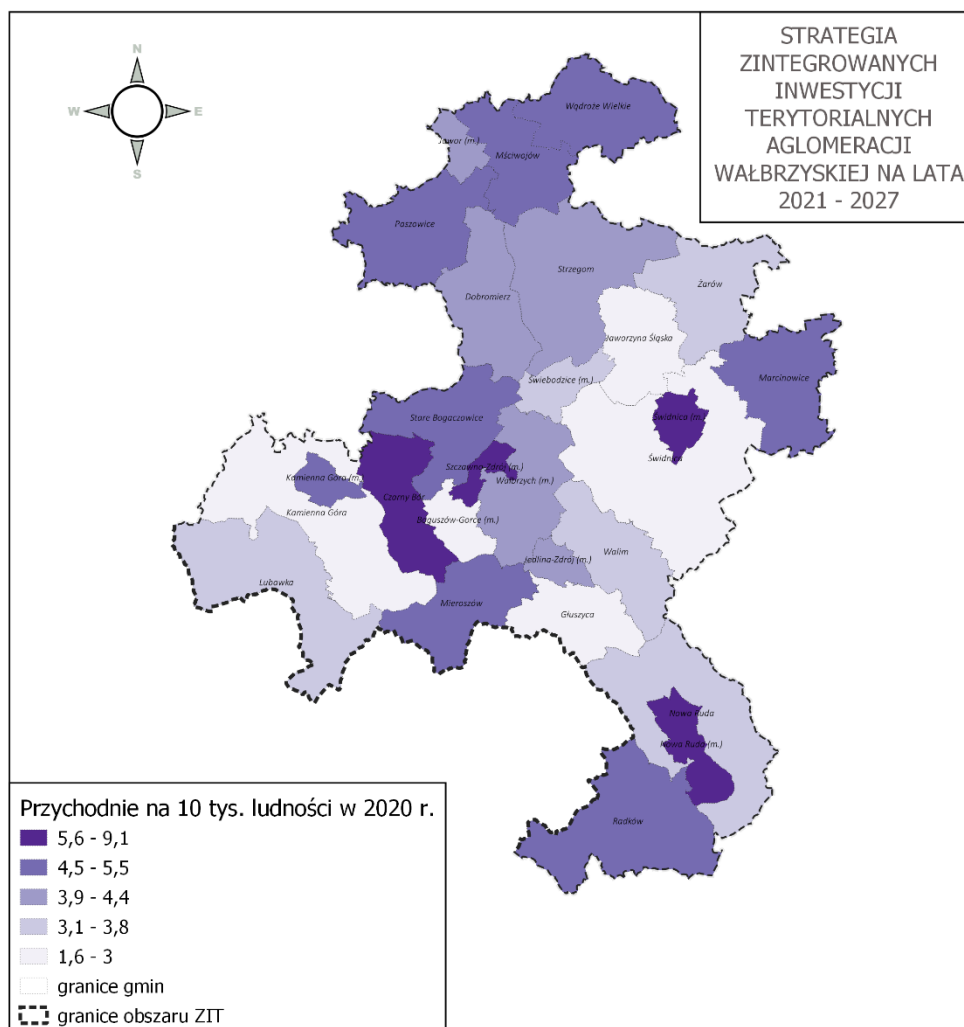 N
W
E
S
STRATEGIA
ZINTEGROWANYCH
INWESTYCJI
TERYTORIALNYCH
AGLOMERACJI
WAŁBRZYSKIEJ NA LATA
2021 - 2027
Wądroże Wielkie
Jawor (m.)
Mściwojów
Paszowice
Strzegom
Żarów
Dobromierz
Jaworzyna Śląska
Świebodzice (m.)
Marcinowice
Stare Bogaczowice
Świdnica (m.)
Świdnica
Szczawno-Zdrój (m.)
Kamienna Góra (m.)
Wałbrzych (m.)
Czarny Bór
Kamienna Góra
Boguszów-Gorce (m.)
Jedlina-Zdrój (m.)
Walim
Lubawka
Mieroszów
Głuszyca
Nowa Ruda
Nowa Ruda (m.)
Radków
Przychodnie na 10 tys. ludności w 2020 r.
5,6 - 9,1
4,5 - 5,5
3,9 - 4,4
3,1 - 3,8
1,6 - 3
granice gmin
granice obszaru ZIT